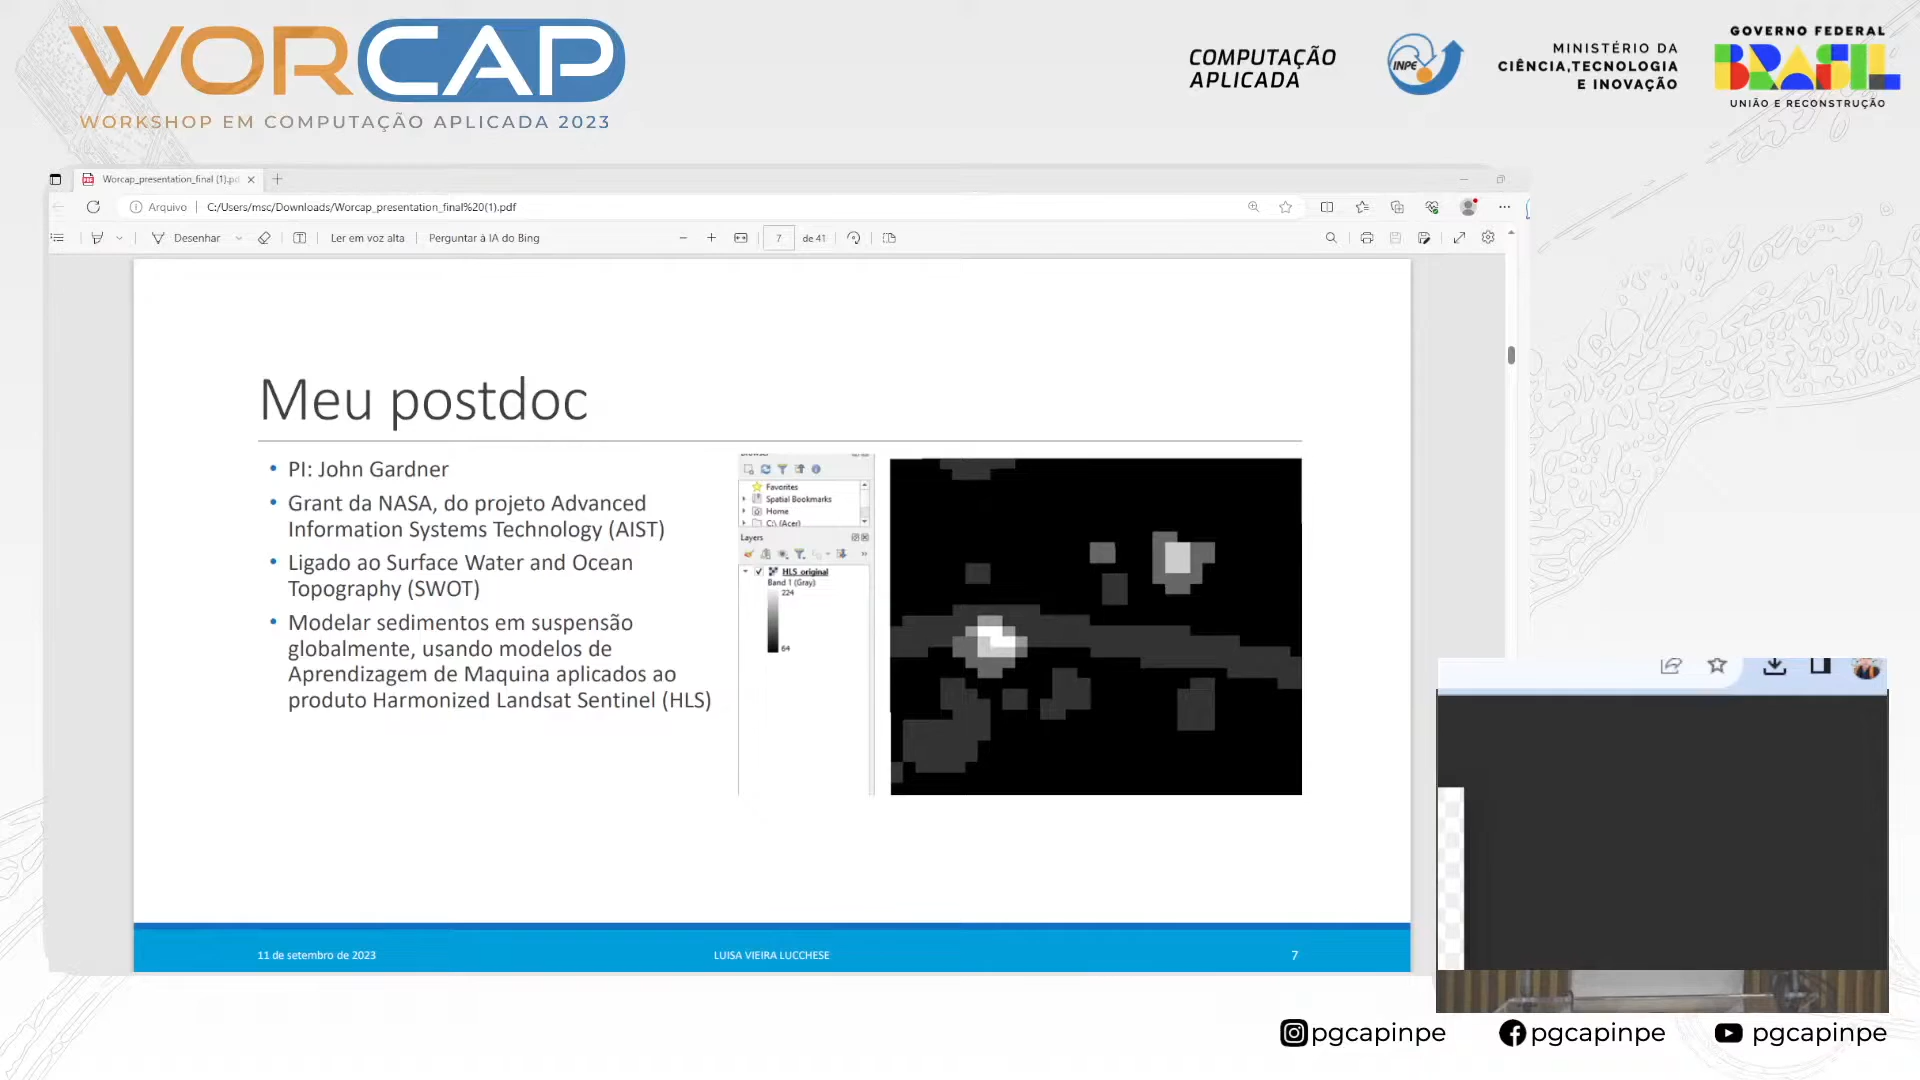 WORCAP
WORKSHOP EM COMPUTAÇÃO APLICADA 2023
COMPUTAÇÃO
APLICADA
INPE
MINISTÉRIO DA
CIÊNCIA,TECNOLOGIA
E INOVAÇÃO
GOVERNO FEDERAL
BRASIL
UNIÃO E RECONSTRUÇÃO
Worcap_presentation_final (1).pd
Arquivo C:/Users/msc/Downloads/Worcap_presentation_final%20(1).pdf
Desenhar Ler em voz alta Perguntar à IA do Bing 7 de 41
Meu postdoc
• PI: John Gardner
• Grant da NASA, do projeto Advanced
Information Systems Technology (AIST)
• Ligado ao Surface Water and Ocean
Topography (SWOT)
• Modelar sedimentos em suspensão
globalmente, usando modelos de
Aprendizagem de Maquina aplicados ao
produto Harmonized Landsat Sentinel (HLS)
Favorites
Spatial Bookmarks
Home
C:\ (Acer)
Layers
HLS_original
Band 1 (Gray)
224
64
11 de setembro de 2023 LUISA VIEIRA LUCCHESE 7
pgcapinpe pgcapinpe pgcapinpe